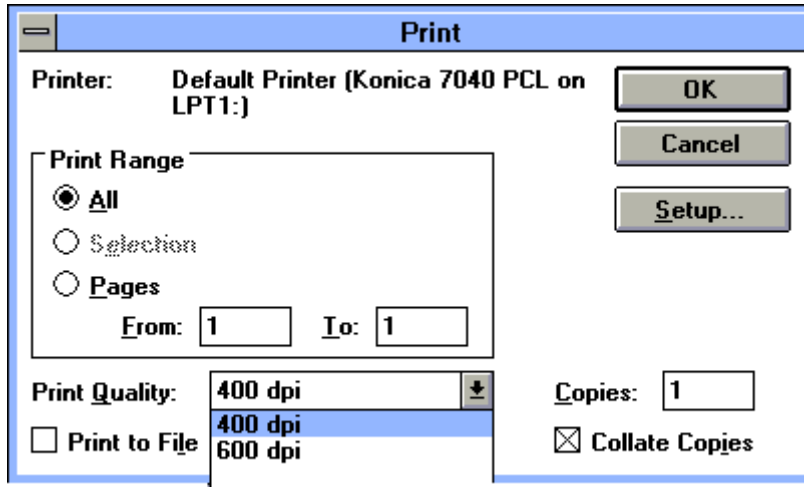 Print
Printer: Default Printer (Konica 7040 PCL on
LPT1:)
OK
Cancel
Setup...
Print Range
All
Selection
Pages
From: 1 To: 1
Print Quality: 400 dpi
400 dpi
600 dpi
Copies: 1
Print to File
Collate Copies